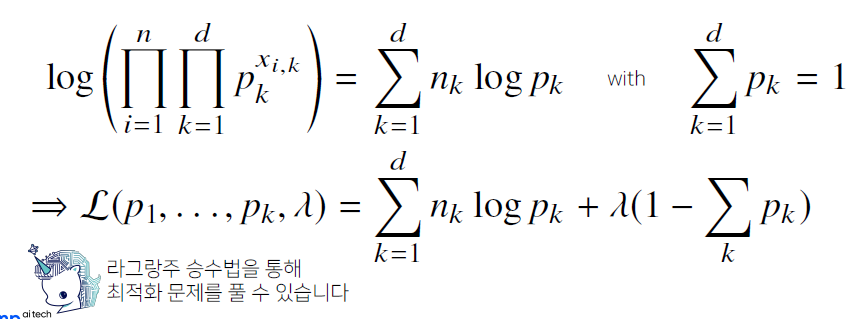 log(∏_{i=1}^{n} ∏_{k=1}^{d} p_k^{x_{i,k}}) = ∑_{k=1}^{d} n_k log p_k with ∑_{k=1}^{d} p_k = 1
⇒ ℒ(p_1, …, p_k, λ) = ∑_{k=1}^{d} n_k log p_k + λ(1 − ∑_k p_k)
라그랑주 승수법을 통해
최적화 문제를 풀 수 있습니다
ai tech